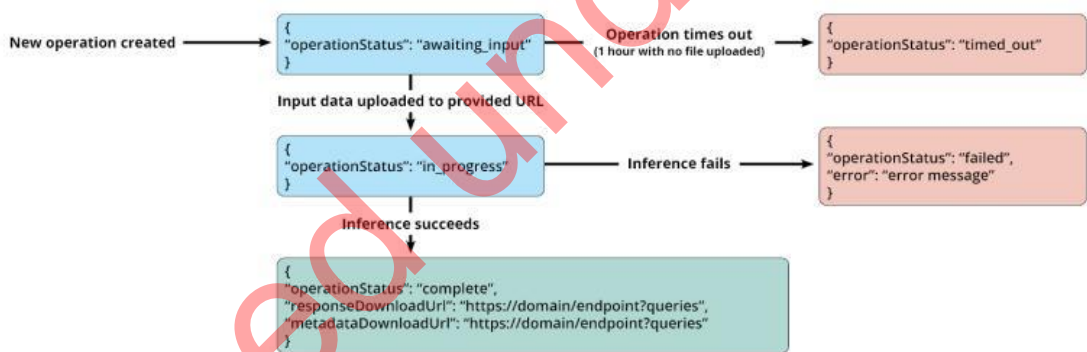 New operation created
{
“operationStatus”: “awaiting_input”
}
Operation times out
(1 hour with no file uploaded)
{
“operationStatus”: “timed_out”
}
Input data uploaded to provided URL
{
“operationStatus”: “in_progress”
}
Inference fails
{
“operationStatus”: “failed”,
“error”: “error message”
}
Inference succeeds
{
“operationStatus”: “complete”,
“responseDownloadUrl”: “https://domain/endpoint?queries”,
“metadataDownloadUrl”: “https://domain/endpoint?queries”
}
ed und